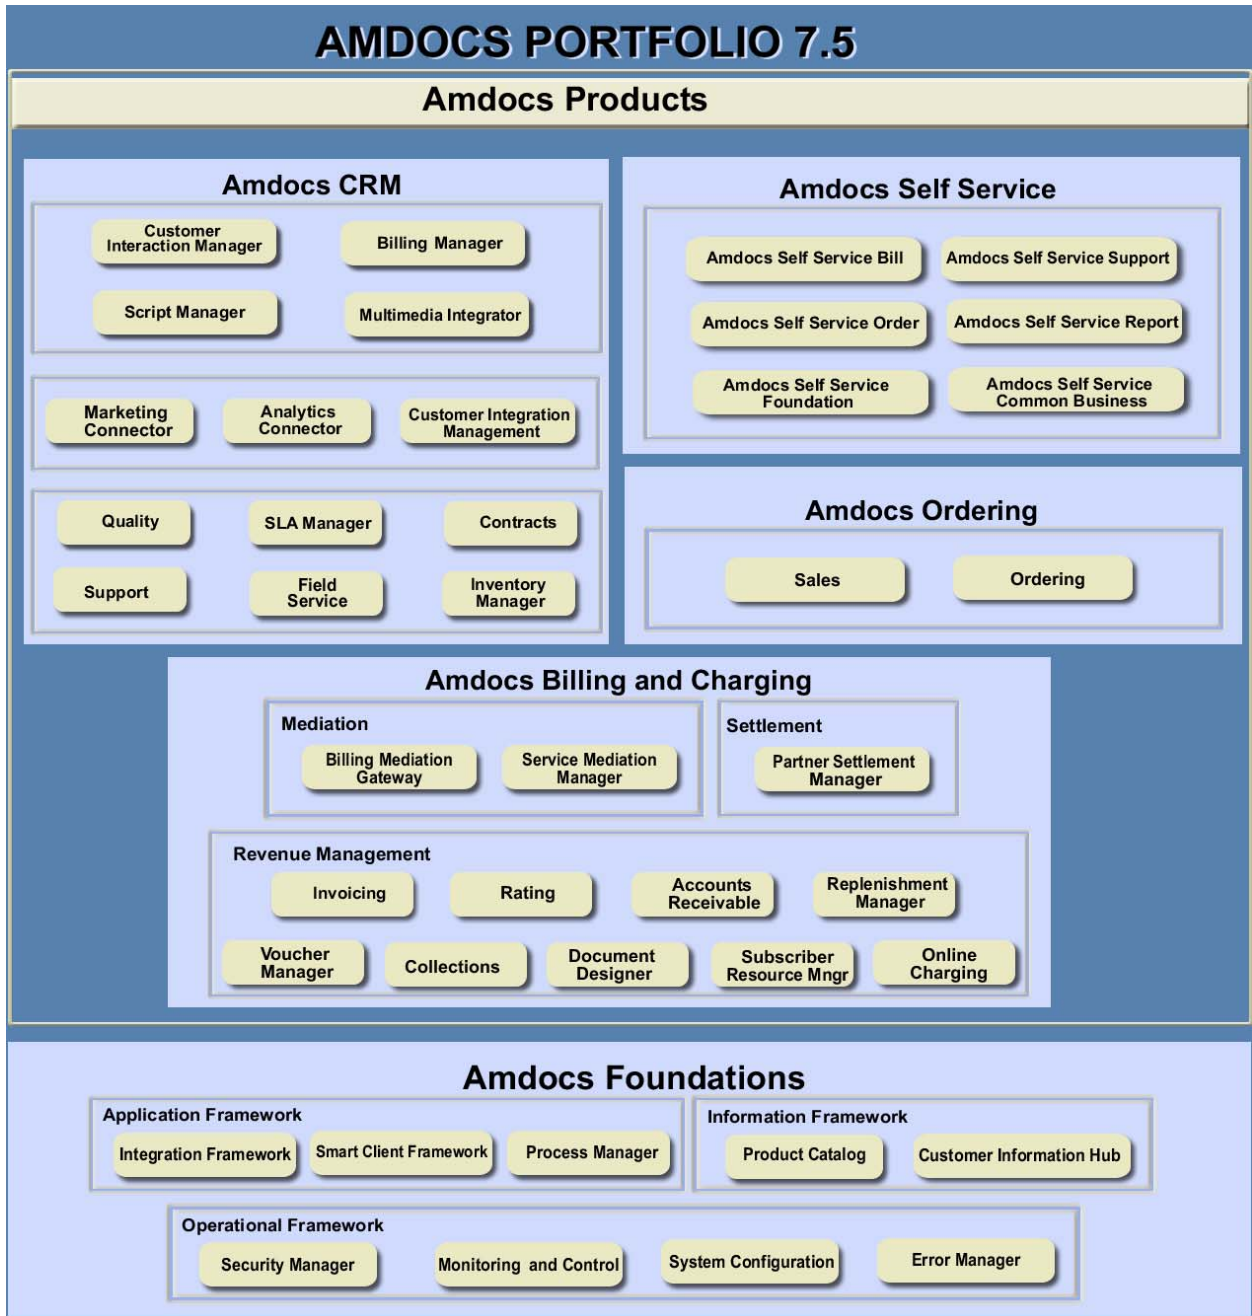 AMDOCS PORTFOLIO 7.5
Amdocs Products
Amdocs CRM
Customer
Interaction Manager
Billing Manager
Script Manager
Multimedia Integrator
Marketing
Connector
Analytics
Connector
Customer Integration
Management
Quality
SLA Manager
Contracts
Support
Field
Service
Inventory
Manager
Amdocs Self Service
Amdocs Self Service Bill
Amdocs Self Service Support
Amdocs Self Service Order
Amdocs Self Service Report
Amdocs Self Service
Foundation
Amdocs Self Service
Common Business
Amdocs Ordering
Sales
Ordering
Amdocs Billing and Charging
Mediation
Billing Mediation
Gateway
Service Mediation
Manager
Settlement
Partner Settlement
Manager
Revenue Management
Invoicing
Rating
Accounts
Receivable
Replenishment
Manager
Voucher
Manager
Collections
Document
Designer
Subscriber
Resource Mngr
Online
Charging
Amdocs Foundations
Application Framework
Integration Framework
Smart Client Framework
Process Manager
Information Framework
Product Catalog
Customer Information Hub
Operational Framework
Security Manager
Monitoring and Control
System Configuration
Error Manager